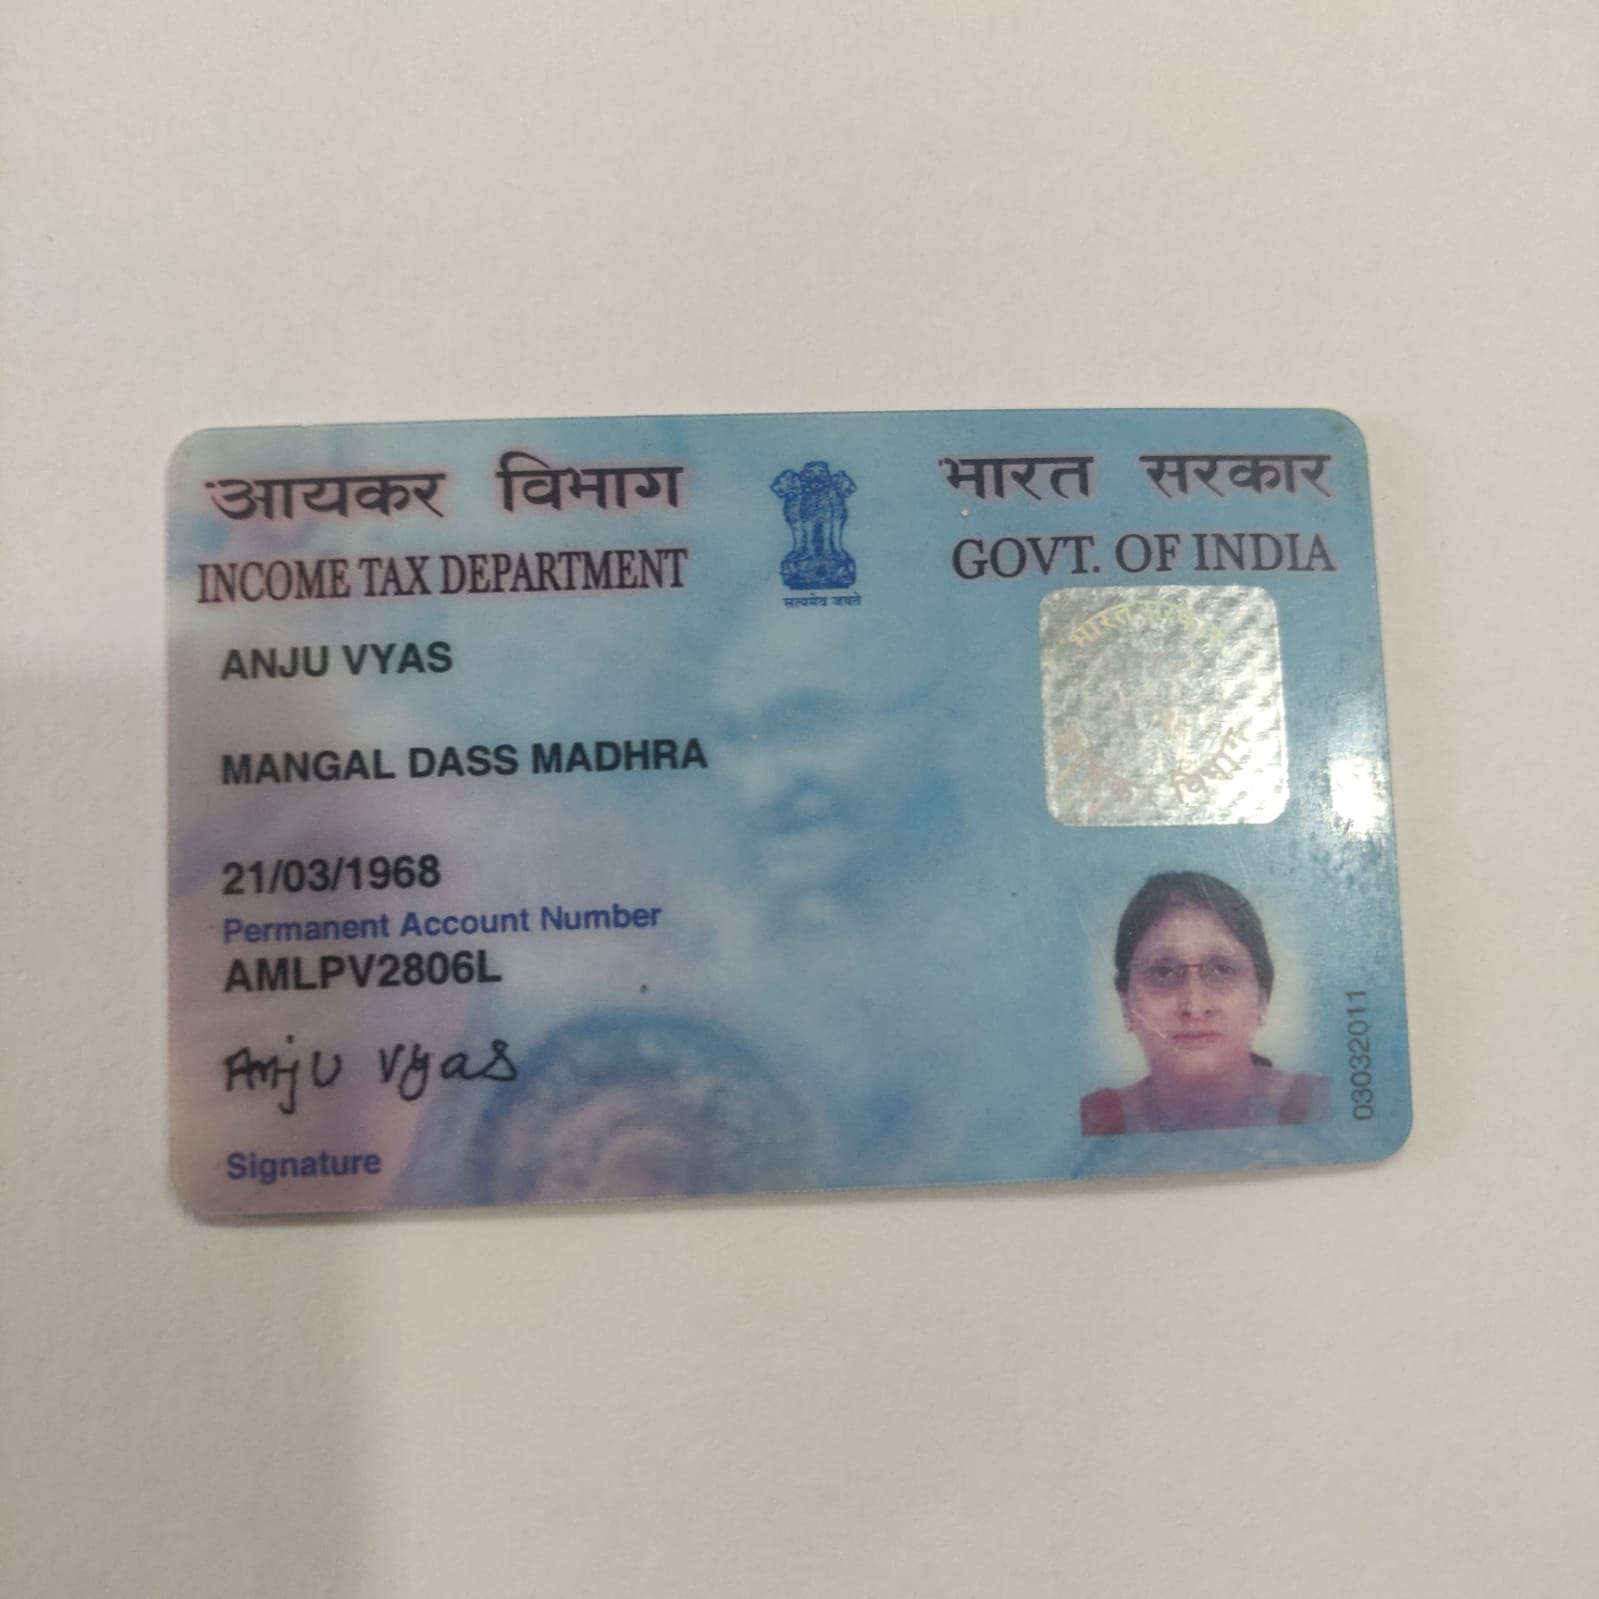 आयकर विभाग
भारत सरकार
INCOME TAX DEPARTMENT
GOVT. OF INDIA
सत्यमेव जयते
ANJU VYAS
MANGAL DASS MADHRA
21/03/1968
Permanent Account Number
AMLPV2806L
Anju Vyas
Signature
03032011
भारत
विभाग